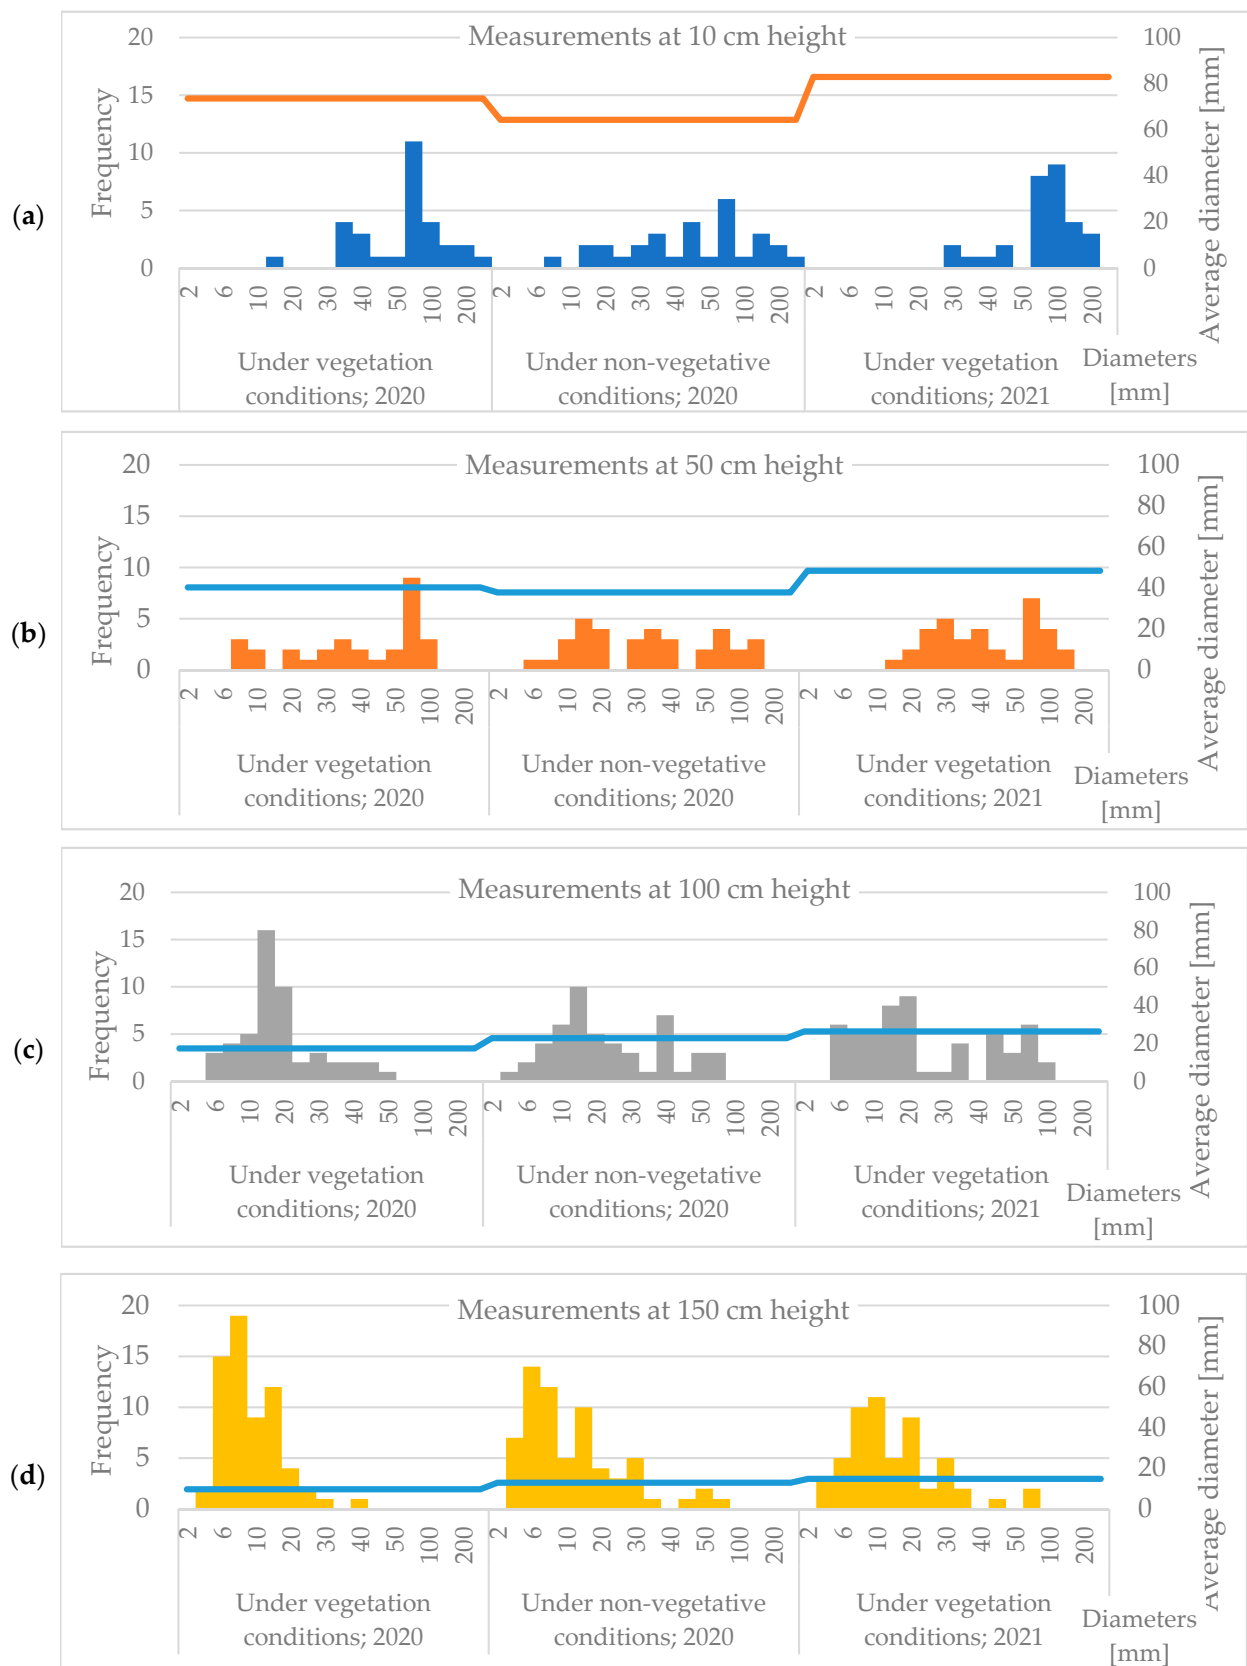 (a)
Measurements at 10 cm height
Frequency
20
15
10
5
0
100
80
60
40
20
0
Average diameter [mm]
2 6 10 20 30 40 50 100 200 2 6 10 20 30 40 50 100 200 2 6 10 20 30 40 50 100 200
Under vegetation conditions; 2020
Under non-vegetative conditions; 2020
Under vegetation conditions; 2021
Diameters [mm]
(b)
Measurements at 50 cm height
Frequency
20
15
10
5
0
100
80
60
40
20
0
Average diameter [mm]
2 6 10 20 30 40 50 100 200 2 6 10 20 30 40 50 100 200 2 6 10 20 30 40 50 100 200
Under vegetation conditions; 2020
Under non-vegetative conditions; 2020
Under vegetation conditions; 2021
Diameters [mm]
(c)
Measurements at 100 cm height
Frequency
20
15
10
5
0
100
80
60
40
20
0
Average diameter [mm]
2 6 10 20 30 40 50 100 200 2 6 10 20 30 40 50 100 200 2 6 10 20 30 40 50 100 200
Under vegetation conditions; 2020
Under non-vegetative conditions; 2020
Under vegetation conditions; 2021
Diameters [mm]
(d)
Measurements at 150 cm height
Frequency
20
15
10
5
0
100
80
60
40
20
0
Average diameter [mm]
2 6 10 20 30 40 50 100 200 2 6 10 20 30 40 50 100 200 2 6 10 20 30 40 50 100 200
Under vegetation conditions; 2020
Under non-vegetative conditions; 2020
Under vegetation conditions; 2021
Diameters [mm]